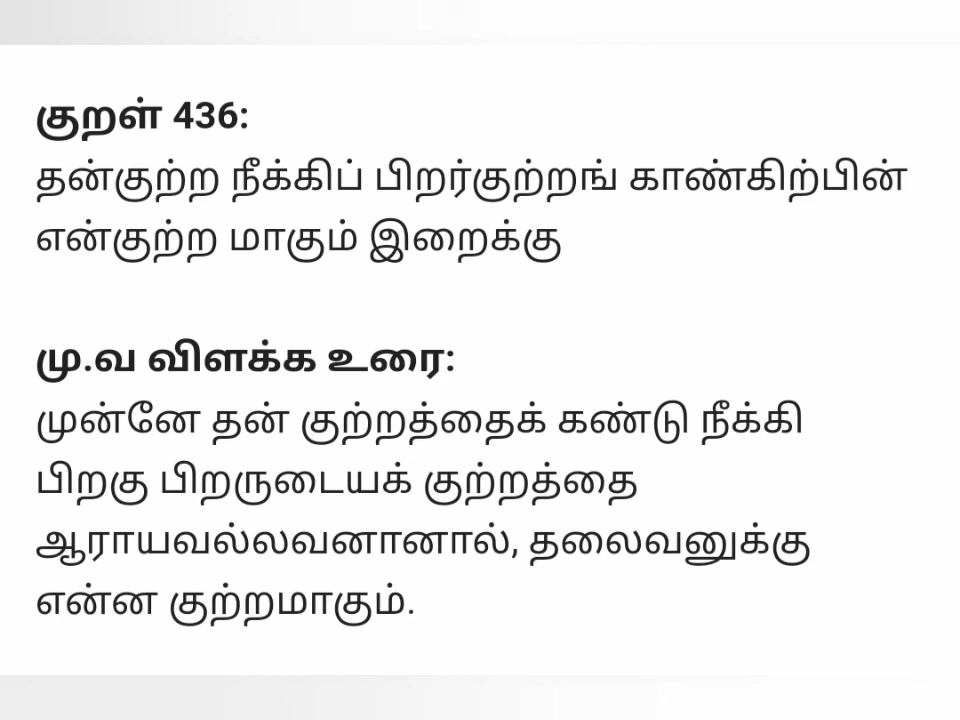 குறள் 436:
தன்குற்ற நீக்கிப் பிறர்குற்றங் காண்கிற்பின்
என்குற்ற மாகும் இறைக்கு
மு.வ விளக்க உரை:
முன்னே தன் குற்றத்தைக் கண்டு நீக்கி
பிறகு பிறருடையக் குற்றத்தை
ஆராயவல்லவனானால், தலைவனுக்கு
என்ன குற்றமாகும்.